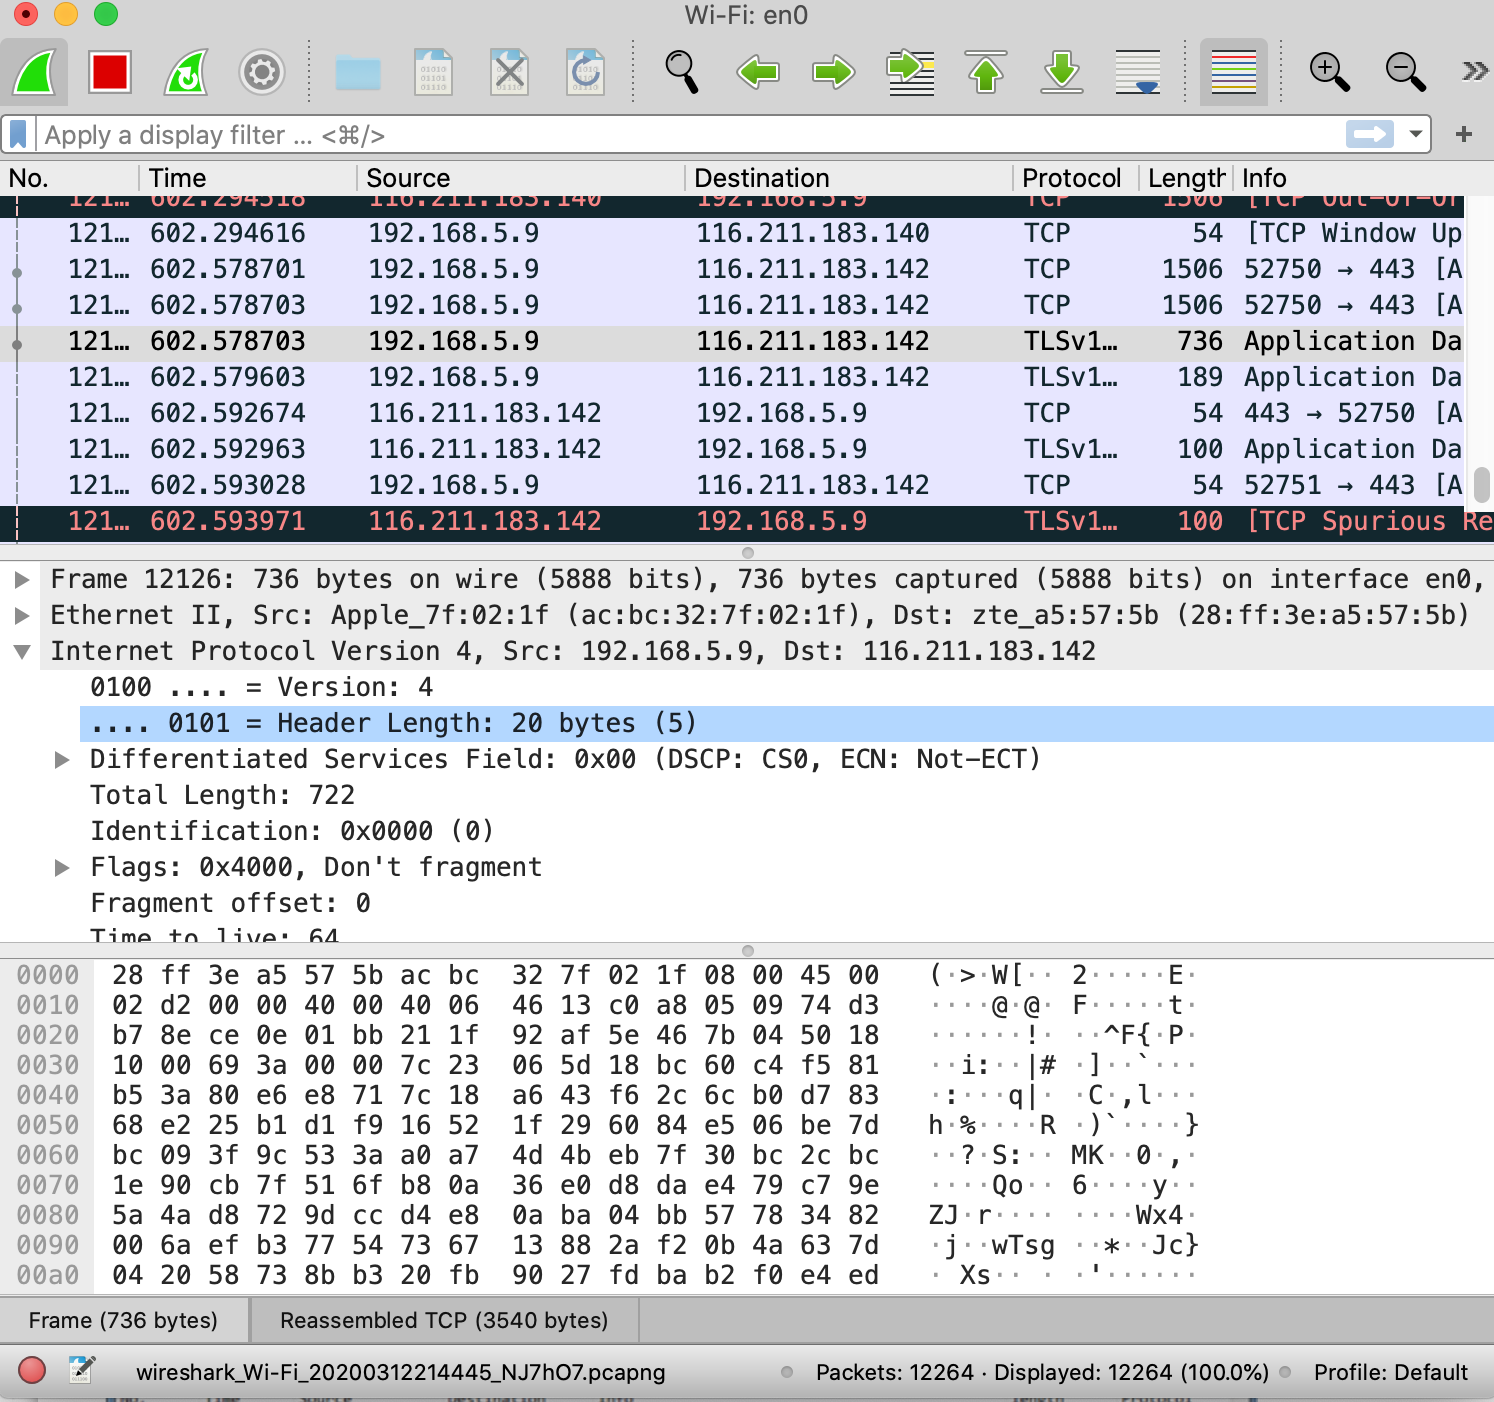 Wi-Fi: en0
Apply a display filter ... <⌘/>
+
No. Time Source Destination Protocol Length Info
121… 602.294518 116.211.183.140 192.168.5.9 TCP 1506 [TCP Out-Of-Or
121… 602.294616 192.168.5.9 116.211.183.140 TCP 54 [TCP Window Up
121… 602.578701 192.168.5.9 116.211.183.142 TCP 1506 52750 → 443 [A
121… 602.578703 192.168.5.9 116.211.183.142 TCP 1506 52750 → 443 [A
121… 602.578703 192.168.5.9 116.211.183.142 TLSv1… 736 Application Da
121… 602.579603 192.168.5.9 116.211.183.142 TLSv1… 189 Application Da
121… 602.592674 116.211.183.142 192.168.5.9 TCP 54 443 → 52750 [A
121… 602.592963 116.211.183.142 192.168.5.9 TLSv1… 100 Application Da
121… 602.593028 192.168.5.9 116.211.183.142 TCP 54 52751 → 443 [A
121… 602.593971 116.211.183.142 192.168.5.9 TLSv1… 100 [TCP Spurious Re
Frame 12126: 736 bytes on wire (5888 bits), 736 bytes captured (5888 bits) on interface en0,
Ethernet II, Src: Apple_7f:02:1f (ac:bc:32:7f:02:1f), Dst: zte_a5:57:5b (28:ff:3e:a5:57:5b)
Internet Protocol Version 4, Src: 192.168.5.9, Dst: 116.211.183.142
0100 .... = Version: 4
.... 0101 = Header Length: 20 bytes (5)
Differentiated Services Field: 0x00 (DSCP: CS0, ECN: Not-ECT)
Total Length: 722
Identification: 0x0000 (0)
Flags: 0x4000, Don't fragment
Fragment offset: 0
Time to live: 64
0000 28 ff 3e a5 57 5b ac bc 32 7f 02 1f 08 00 45 00 (·>·W[·· 2·····E·
0010 02 d2 00 00 40 00 40 06 46 13 c0 a8 05 09 74 d3 ····@·@· F·····t·
0020 b7 8e ce 0e 01 bb 21 1f 92 af 5e 46 7b 04 50 18 ······!· ··^F{·P·
0030 10 00 69 3a 00 00 7c 23 06 5d 18 bc 60 c4 f5 81 ··i:··|# ·]··`···
0040 b5 3a 80 e6 e8 71 7c 18 a6 43 f6 2c 6c b0 d7 83 ·:···q|· ·C·,l···
0050 68 e2 25 b1 d1 f9 16 52 1f 29 60 84 e5 06 be 7d h·%····R ·)`····}
0060 bc 09 3f 9c 53 3a a0 a7 4d 4b eb 7f 30 bc 2c bc ··?·S:·· MK··0·,·
0070 1e 90 cb 7f 51 6f b8 0a 36 e0 d8 da e4 79 c7 9e ····Qo·· 6····y··
0080 5a 4a d8 72 9d cc d4 e8 0a ba 04 bb 57 78 34 82 ZJ·r···· ····Wx4·
0090 00 6a ef b3 77 54 73 67 13 88 2a f2 0b 4a 63 7d ·j··wTsg ··*··Jc}
00a0 04 20 58 73 8b b3 20 fb 90 27 fd ba b2 f0 e4 ed · Xs·· · ·'······
Frame (736 bytes) Reassembled TCP (3540 bytes)
wireshark_Wi-Fi_20200312214445_NJ7hO7.pcapng Packets: 12264 · Displayed: 12264 (100.0%) Profile: Default